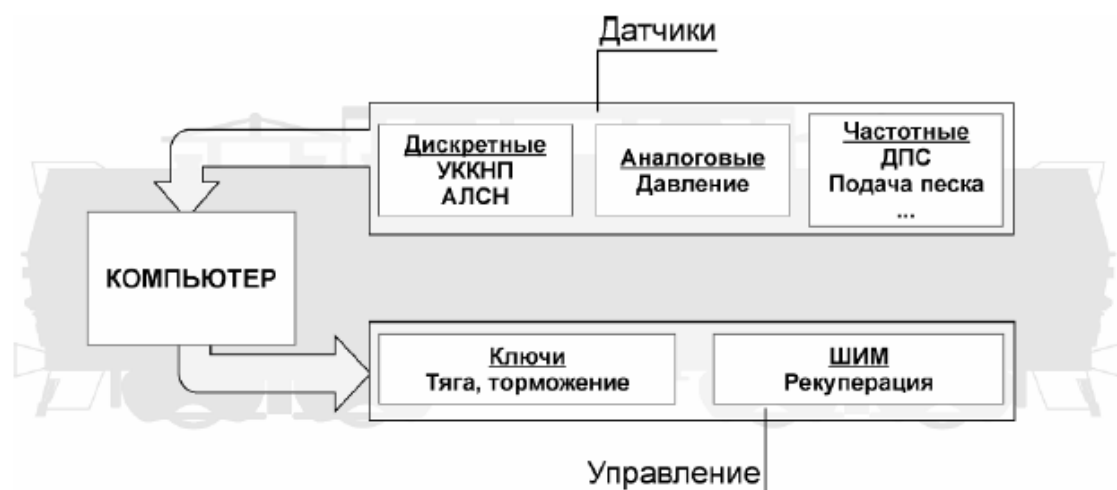 Датчики
Дискретные
УККНП
АЛСН
Аналоговые
Давление
Частотные
ДПС
Подача песка
...
КОМПЬЮТЕР
Ключи
Тяга, торможение
ШИМ
Рекуперация
Управление